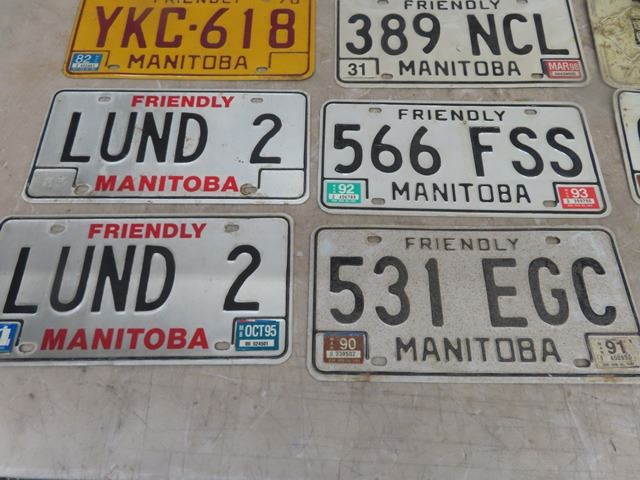 FRIENDLY
YKC-618
82
MANITOBA
FRIENDLY
389 NCL
31 MANITOBA MAR 98
FRIENDLY
LUND 2
MANITOBA
FRIENDLY
566 FSS
92 MANITOBA 93
FRIENDLY
LUND 2
MANITOBA OCT95
FRIENDLY
531 EGC
90 MANITOBA 91